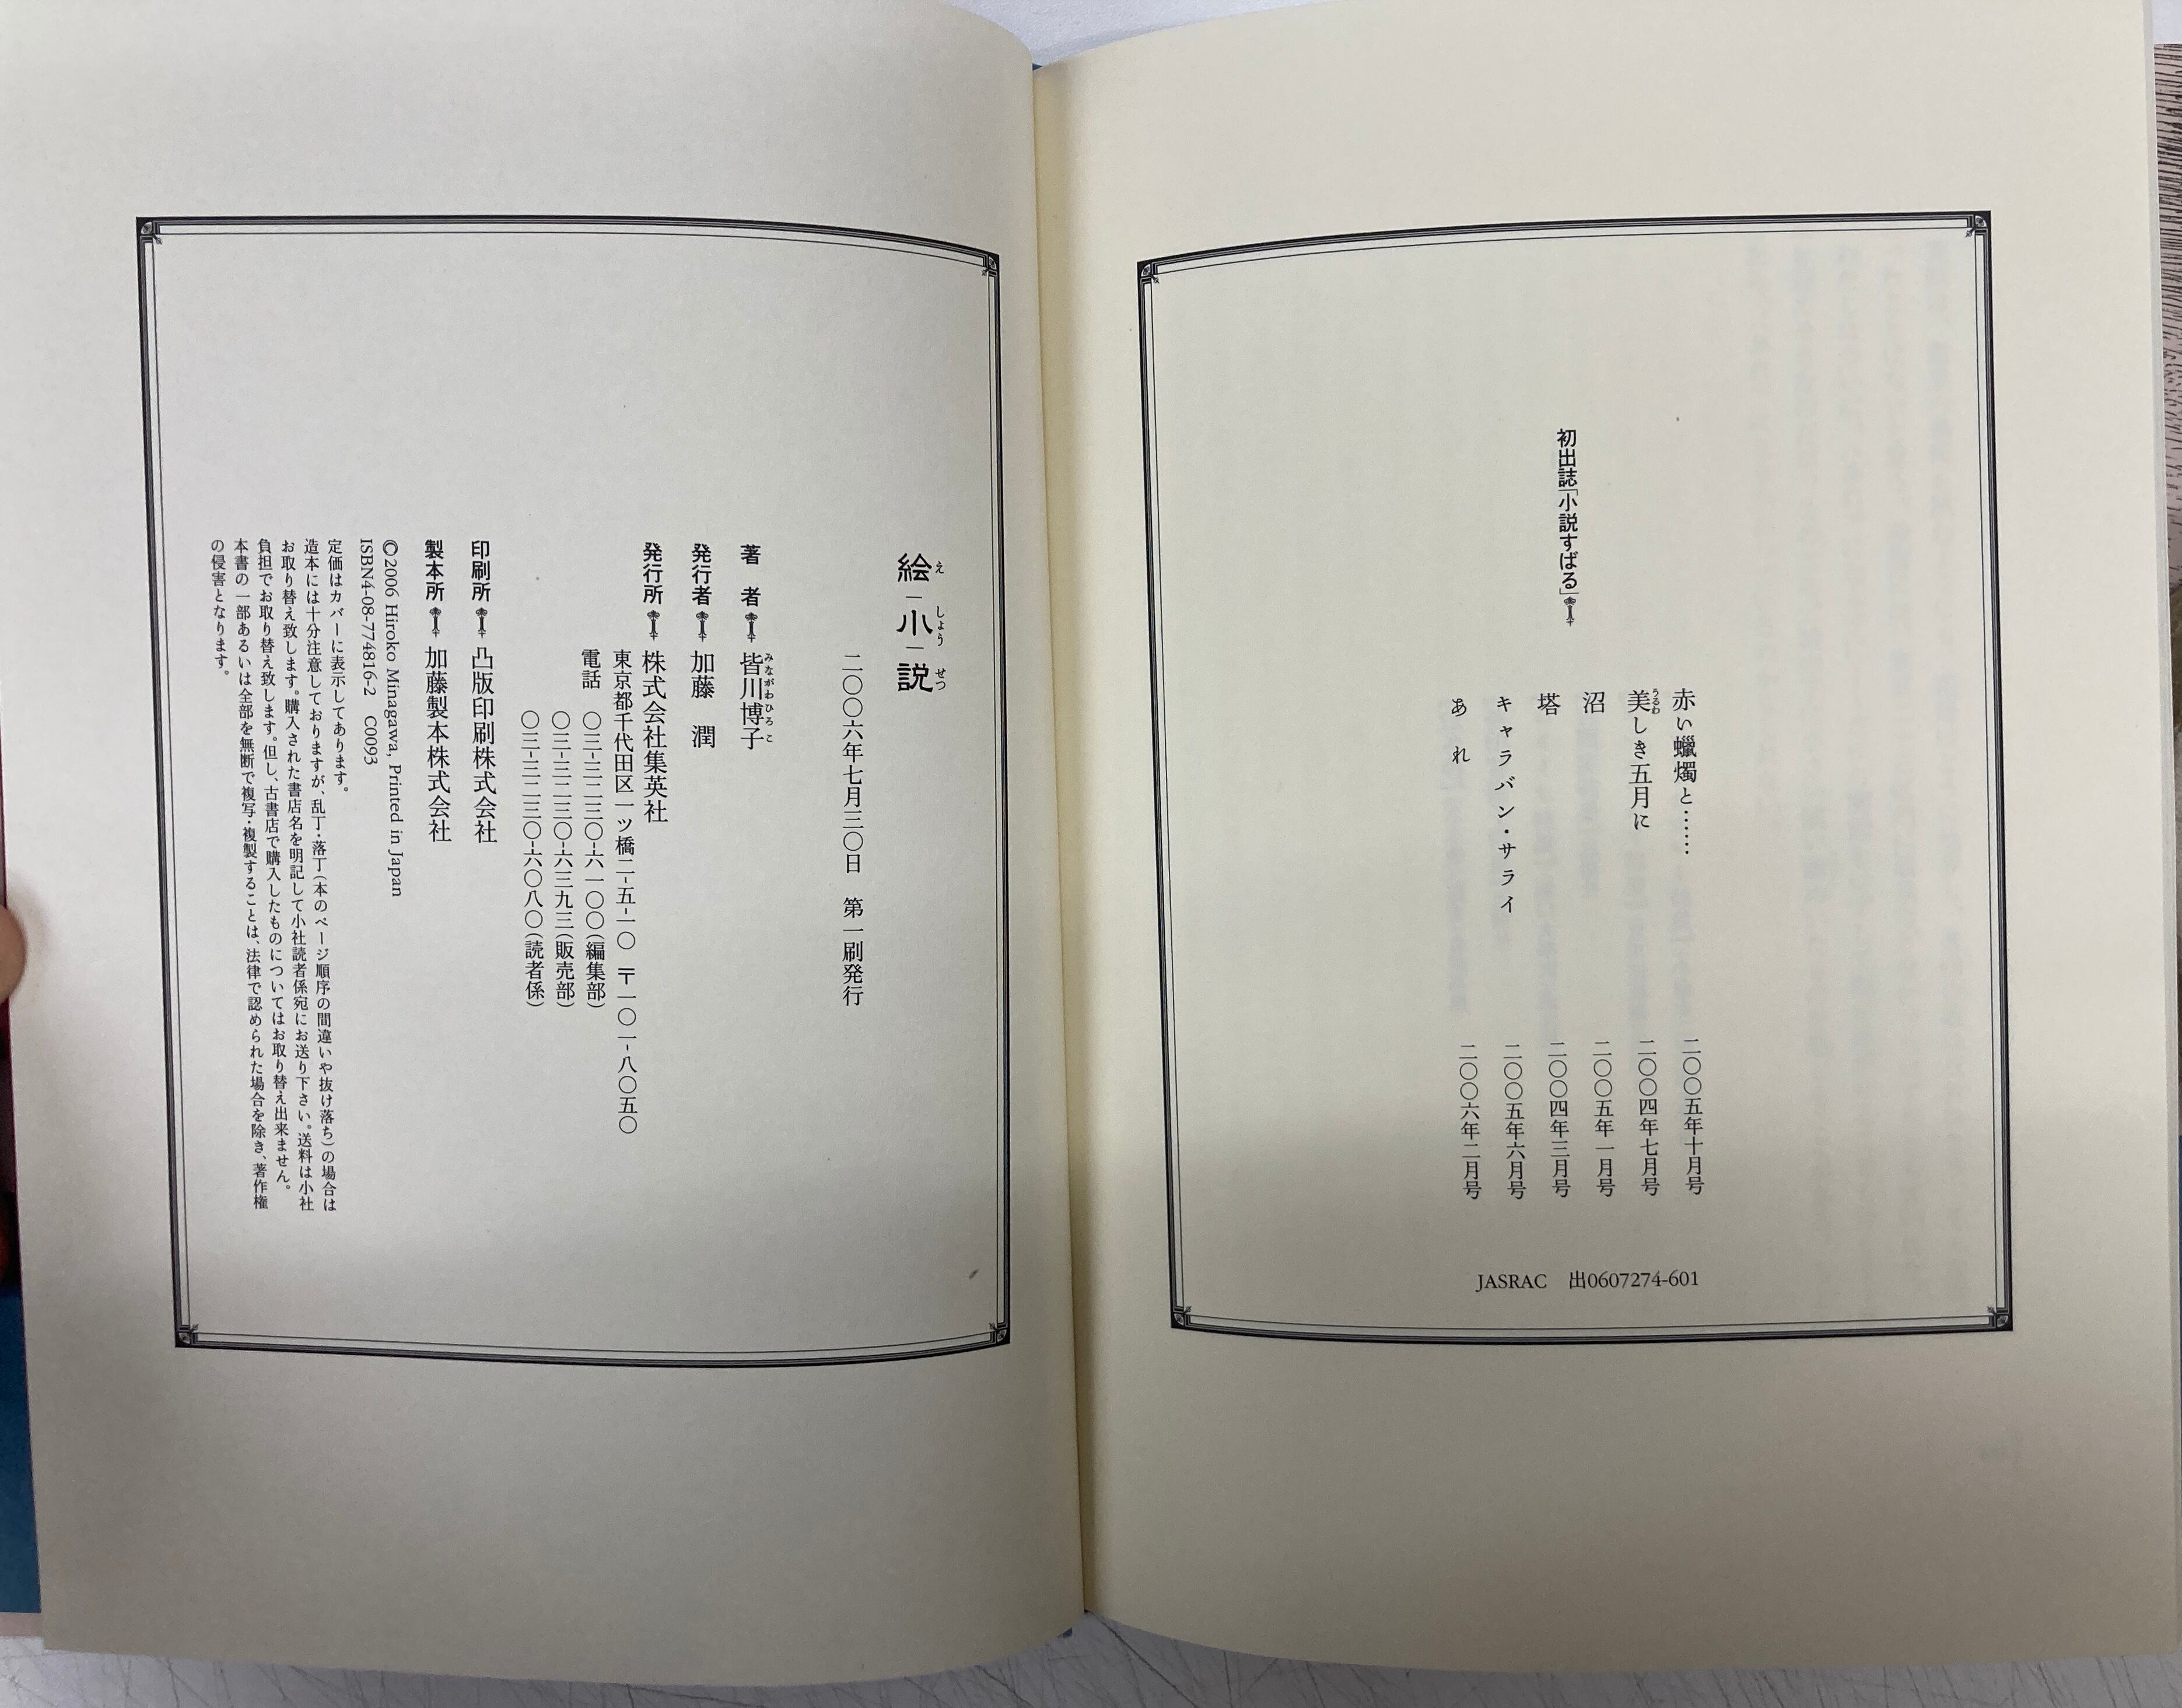 初出誌「小説すばる」
赤い蠟燭と……　二〇〇五年十月号
美しき五月に　二〇〇四年七月号
うるわ
沼　二〇〇五年一月号
塔　二〇〇四年三月号
キャラバン・サライ　二〇〇五年六月号
あれ　二〇〇六年二月号
JASRAC　出0607274-601
絵―小―説
え　しょう　せつ
二〇〇六年七月三〇日　第一刷発行
著　者　皆川博子
みながわひろこ
発行者　加藤　潤
発行所　株式会社集英社
東京都千代田区一ツ橋二-五-一〇　〒一〇一-八〇五〇
電話　〇三-三二三〇-六一〇〇(編集部)
〇三-三二三〇-六三九三(販売部)
〇三-三二三〇-六〇八〇(読者係)
印刷所　凸版印刷株式会社
製本所　加藤製本株式会社
©2006 Hiroko Minagawa, Printed in Japan
ISBN4-08-774816-2　C0093
定価はカバーに表示してあります。
造本には十分注意しておりますが、乱丁・落丁(本のページ順序の間違いや抜け落ち)の場合は
お取り替え致します。購入された書店名を明記して小社読者係宛にお送り下さい。送料は小社
負担でお取り替え致します。但し、古書店で購入したものについてはお取り替え出来ません。
本書の一部あるいは全部を無断で複写・複製することは、法律で認められた場合を除き、著作権
の侵害となります。